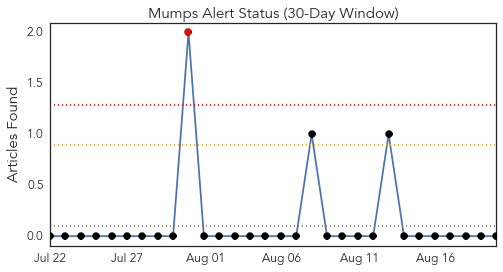 Mumps Alert Status (30-Day Window)
Articles Found
2.0
1.5
1.0
0.5
0.0
Jul 22
Jul 27
Aug 01
Aug 06
Aug 11
Aug 16